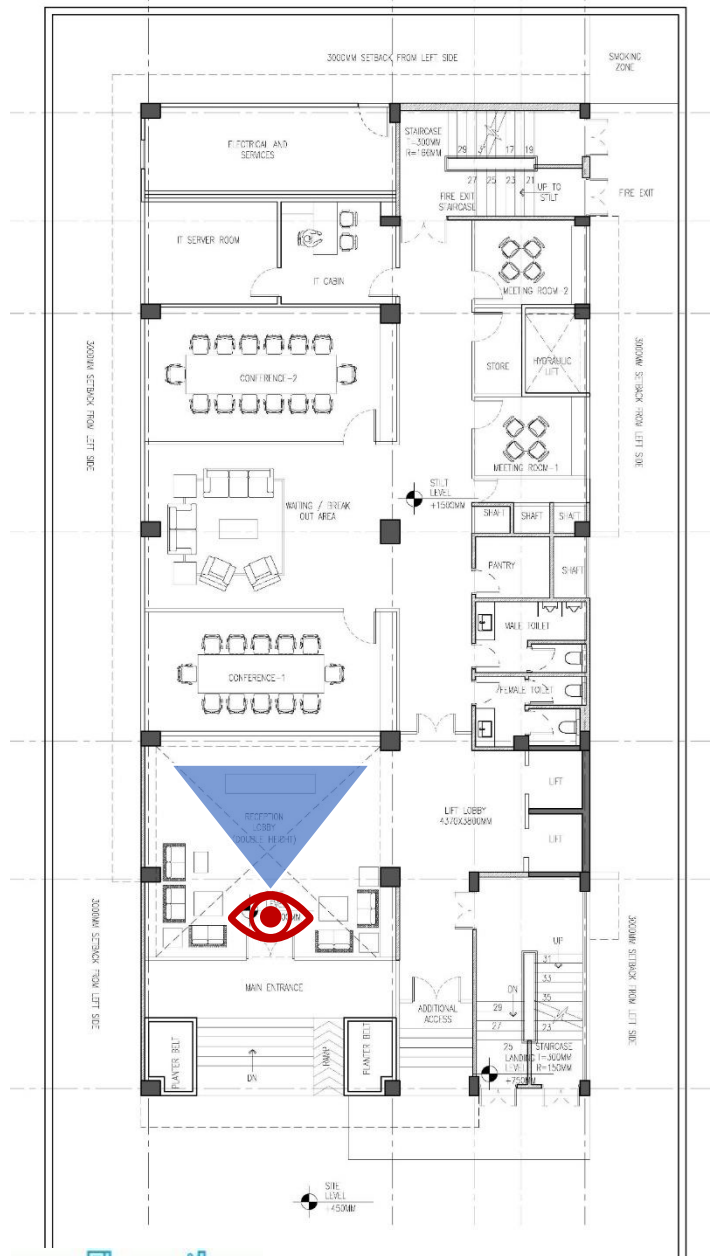 3000MM SETBACK FROM LEFT SIDE
SMOKING
ZONE
ELECTRICAL AND
SERVICES
STAIRCASE
T=300MM
R=166MM
29
17
19
27
25
23
21
UP TO
STILT
FIRE EXIT
STAIRCASE
FIRE EXIT
IT SERVER ROOM
IT CABIN
MEETING ROOM-2
3000MM SETBACK FROM LEFT SIDE
CONFERENCE-2
STORE
HYDRAULIC
LIFT
3000MM SETBACK FROM LEFT SIDE
MEETING ROOM-1
WAITING / BREAK
OUT AREA
STILT
LEVEL
+1500MM
SHAFT
SHAFT
SHAFT
PANTRY
SHAFT
MALE TOILET
CONFERENCE-1
FEMALE TOILET
LIFT
RECEPTION
LOBBY
(DOUBLE HEIGHT)
LIFT LOBBY
4370X3800MM
LIFT
3000MM SETBACK FROM LEFT SIDE
3000MM SETBACK FROM LEFT SIDE
UP
31
33
35
DN
29
27
23
MAIN ENTRANCE
ADDITIONAL
ACCESS
PLANTER BELT
DN
RAMP
PLANTER BELT
25
STAIRCASE
LANDING
T=300MM
LEVEL
R=150MM
+750MM
SITE
LEVEL